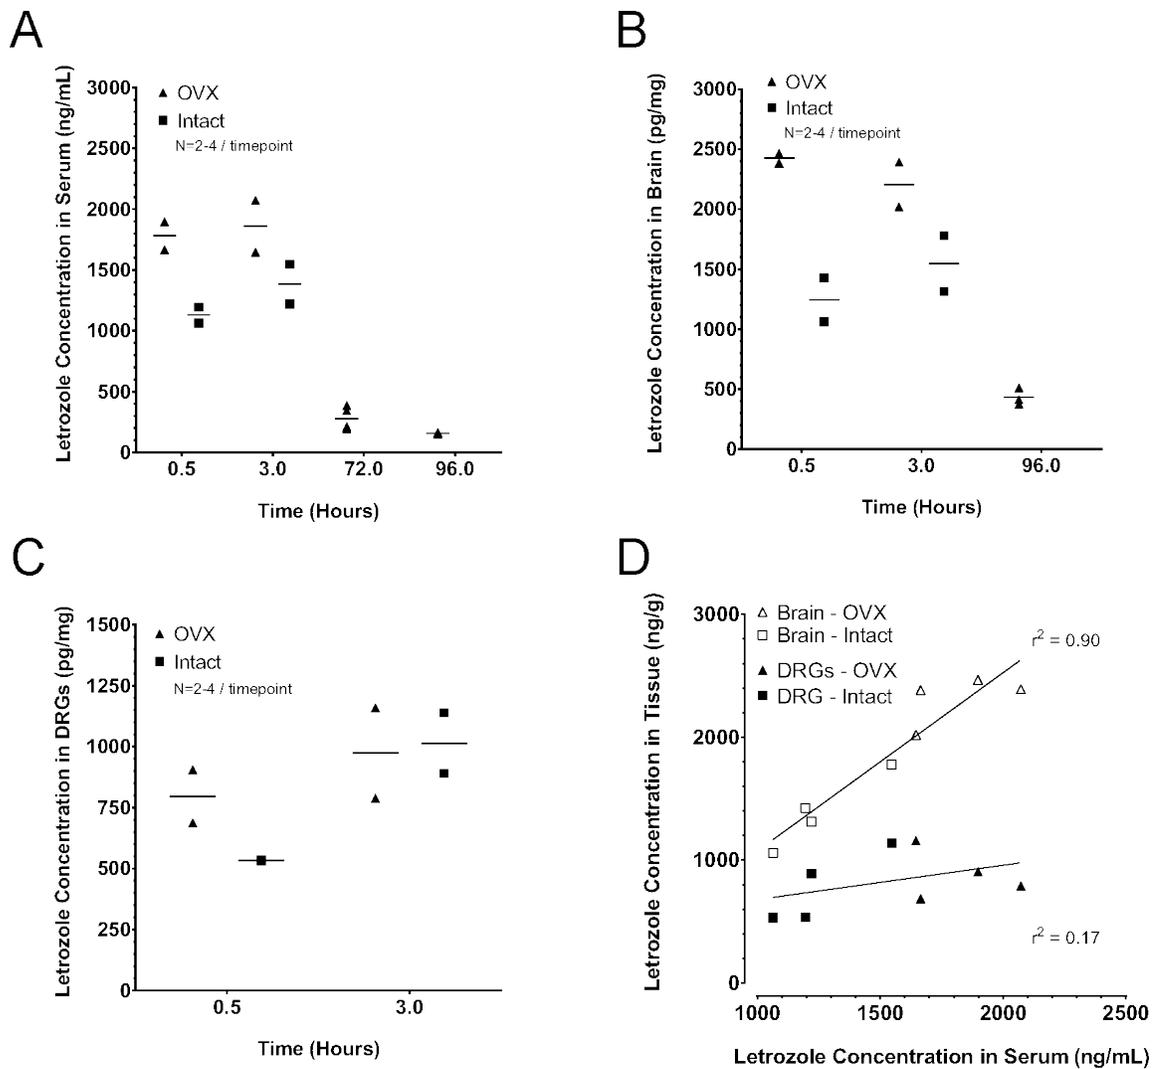 A
Letrozole Concentration in Serum (ng/mL)
3000
2500
2000
1500
1000
500
0
OVX
Intact
N=2-4 / timepoint
0.5 3.0 72.0 96.0
Time (Hours)
B
Letrozole Concentration in Brain (pg/mg)
3000
2500
2000
1500
1000
500
0
OVX
Intact
N=2-4 / timepoint
0.5 3.0 96.0
Time (Hours)
C
Letrozole Concentration in DRGs (pg/mg)
1500
1250
1000
750
500
250
0
OVX
Intact
N=2-4 / timepoint
0.5 3.0
Time (Hours)
D
Letrozole Concentration in Tissue (ng/g)
3000
2000
1000
0
Brain - OVX
Brain - Intact
DRGs - OVX
DRG - Intact
r² = 0.90
r² = 0.17
1000 1500 2000 2500
Letrozole Concentration in Serum (ng/mL)